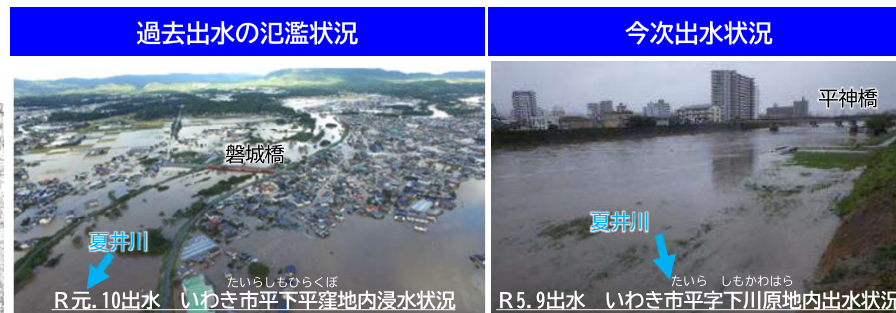 過去出水の氾濫状況
磐城橋
夏井川
たいらしもひらくぼ
R元.10出水　いわき市平下平窪地内浸水状況
今次出水状況
平神橋
夏井川
たいら　しもかわはら
R5.9出水　いわき市平字下川原地内出水状況